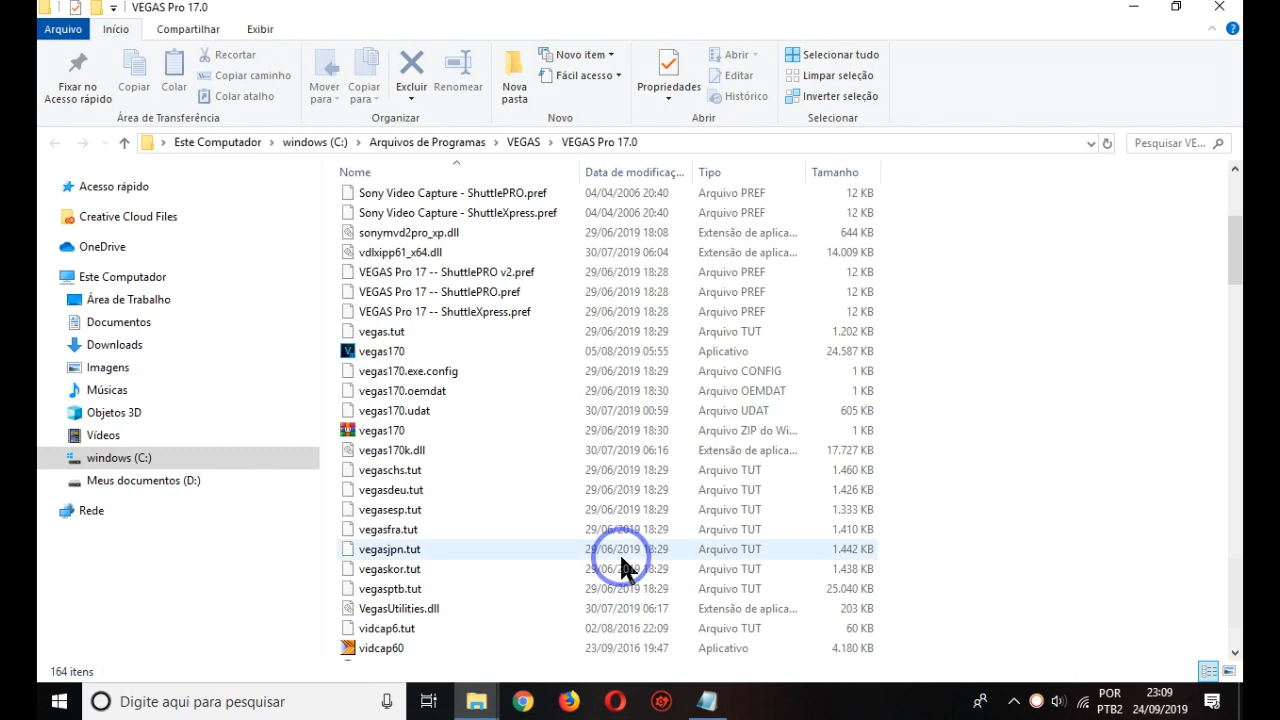 VEGAS Pro 17.0
Arquivo Início Compartilhar Exibir
Fixar no Acesso rápido
Copiar
Colar
Recortar
Copiar caminho
Colar atalho
Área de Transferência
Mover para
Copiar para
Excluir
Renomear
Organizar
Nova pasta
Novo item
Fácil acesso
Novo
Propriedades
Abrir
Editar
Histórico
Abrir
Selecionar tudo
Limpar seleção
Inverter seleção
Selecionar
Este Computador > windows (C:) > Arquivos de Programas > VEGAS > VEGAS Pro 17.0
Pesquisar VE...
Acesso rápido
Creative Cloud Files
OneDrive
Este Computador
Área de Trabalho
Documentos
Downloads
Imagens
Músicas
Objetos 3D
Vídeos
windows (C:)
Meus documentos (D:)
Rede
Nome Data de modificaç... Tipo Tamanho
Sony Video Capture - ShuttlePRO.pref 04/04/2006 20:40 Arquivo PREF 12 KB
Sony Video Capture - ShuttleXpress.pref 04/04/2006 20:40 Arquivo PREF 12 KB
sonymvd2pro_xp.dll 29/06/2019 18:08 Extensão de aplica... 644 KB
vdlxipp61_x64.dll 30/07/2019 06:04 Extensão de aplica... 14.009 KB
VEGAS Pro 17 -- ShuttlePRO v2.pref 29/06/2019 18:28 Arquivo PREF 12 KB
VEGAS Pro 17 -- ShuttlePRO.pref 29/06/2019 18:28 Arquivo PREF 12 KB
VEGAS Pro 17 -- ShuttleXpress.pref 29/06/2019 18:28 Arquivo PREF 12 KB
vegas.tut 29/06/2019 18:29 Arquivo TUT 1.202 KB
vegas170 05/08/2019 05:55 Aplicativo 24.587 KB
vegas170.exe.config 29/06/2019 18:29 Arquivo CONFIG 1 KB
vegas170.oemdat 29/06/2019 18:30 Arquivo OEMDAT 1 KB
vegas170.udat 30/07/2019 00:59 Arquivo UDAT 605 KB
vegas170 29/06/2019 18:30 Arquivo ZIP do Wi... 1 KB
vegas170k.dll 30/07/2019 06:16 Extensão de aplica... 17.727 KB
vegaschs.tut 29/06/2019 18:29 Arquivo TUT 1.460 KB
vegasdeu.tut 29/06/2019 18:29 Arquivo TUT 1.426 KB
vegasesp.tut 29/06/2019 18:29 Arquivo TUT 1.333 KB
vegasfra.tut 29/06/2019 18:29 Arquivo TUT 1.410 KB
vegasjpn.tut 29/06/2019 18:29 Arquivo TUT 1.442 KB
vegaskor.tut 29/06/2019 18:29 Arquivo TUT 1.438 KB
vegasptb.tut 29/06/2019 18:29 Arquivo TUT 25.040 KB
VegasUtilities.dll 30/07/2019 06:17 Extensão de aplica... 203 KB
vidcap6.tut 02/08/2016 22:09 Arquivo TUT 60 KB
vidcap60 23/09/2016 19:47 Aplicativo 4.180 KB
164 itens
Digite aqui para pesquisar
POR
PTB2
23:09
24/09/2019